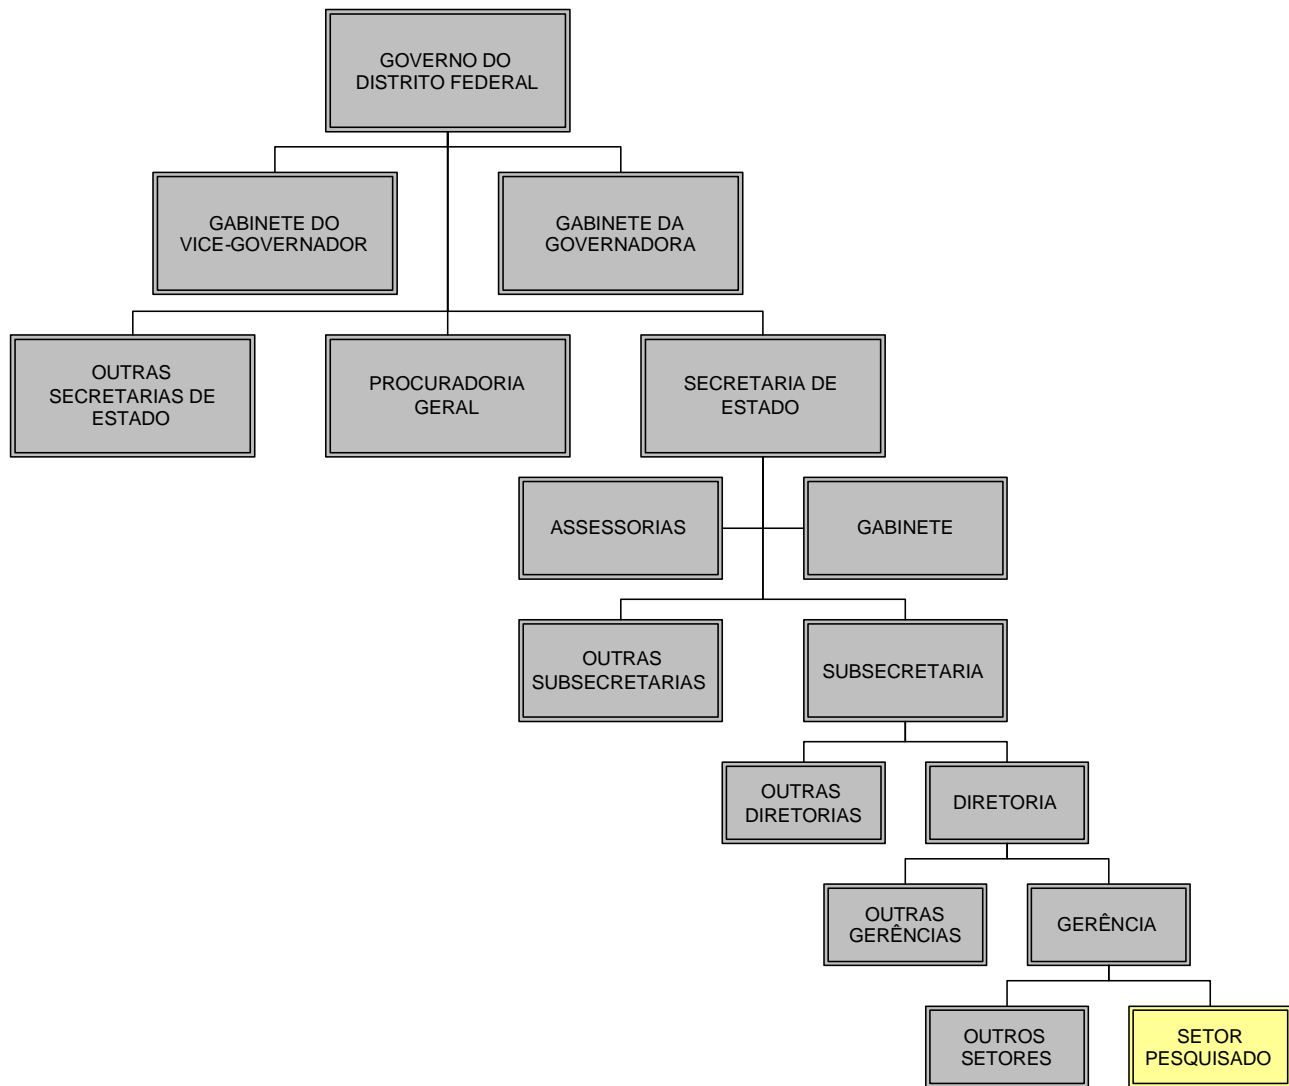 GOVERNO DO
DISTRITO FEDERAL
GABINETE DO
VICE-GOVERNADOR
GABINETE DA
GOVERNADORA
OUTRAS
SECRETARIAS DE
ESTADO
PROCURADORIA
GERAL
SECRETARIA DE
ESTADO
ASSESSORIAS
GABINETE
OUTRAS
SUBSECRETARIAS
SUBSECRETARIA
OUTRAS
DIRETORIAS
DIRETORIA
OUTRAS
GERÊNCIAS
GERÊNCIA
OUTROS
SETORES
SETOR
PESQUISADO